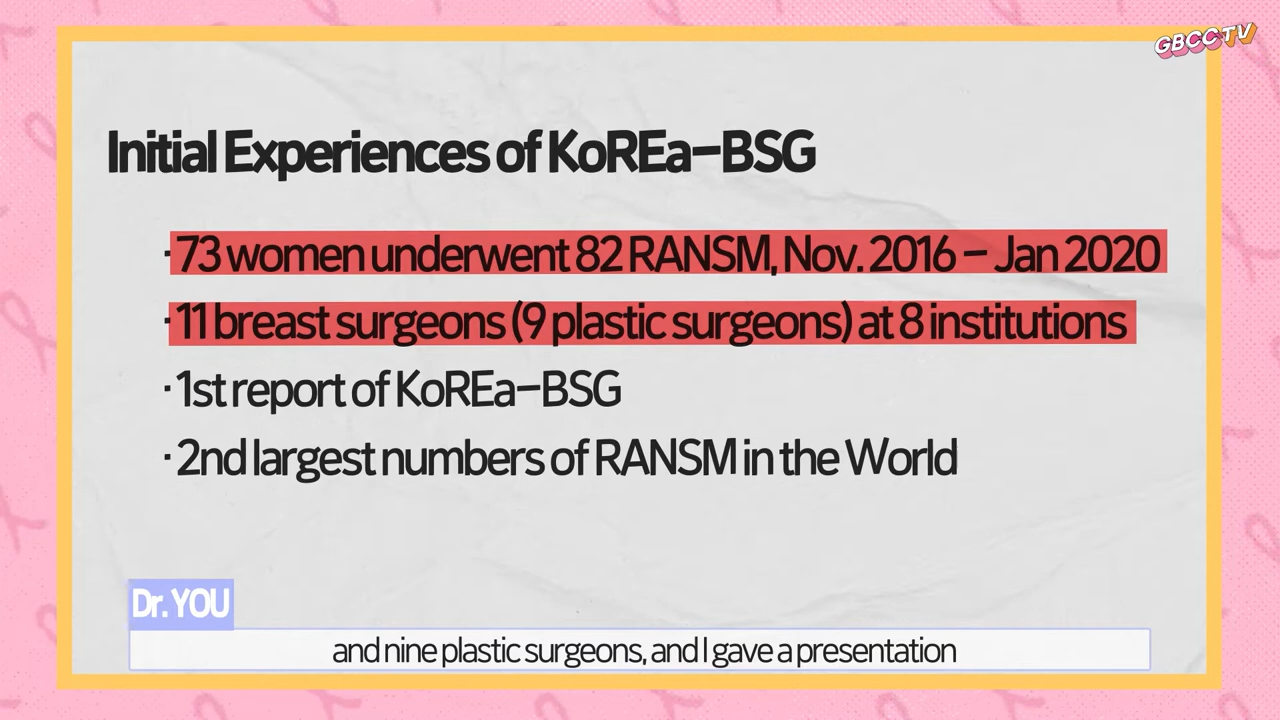 GBCCTV
Initial Experiences of KoREa-BSG
· 73 women underwent 82 RANSM, Nov. 2016 - Jan 2020
· 11 breast surgeons (9 plastic surgeons) at 8 institutions
· 1st report of KoREa-BSG
· 2nd largest numbers of RANSM in the World
Dr. YOU
and nine plastic surgeons, and I gave a presentation